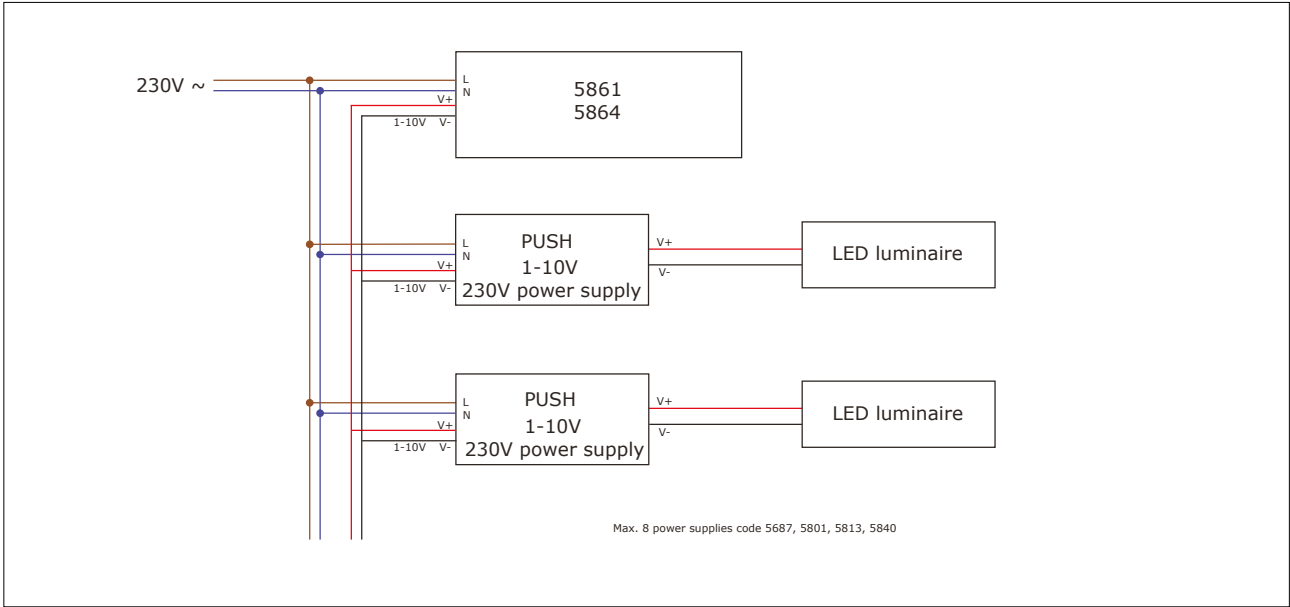 230V ~
L
N
V+
1-10V V-
5861
5864
L
N
V+
1-10V V-
PUSH
1-10V
230V power supply
V+
V-
LED luminaire
L
N
V+
1-10V V-
PUSH
1-10V
230V power supply
V+
V-
LED luminaire
Max. 8 power supplies code 5687, 5801, 5813, 5840